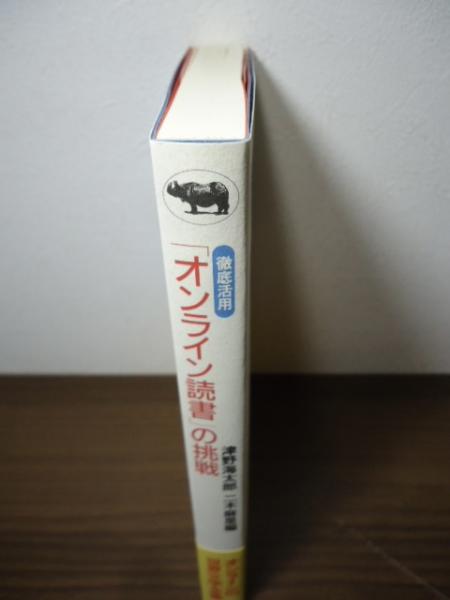 徹底活用
「オンライン読書」の挑戦
津野海太郎 二木麻里編